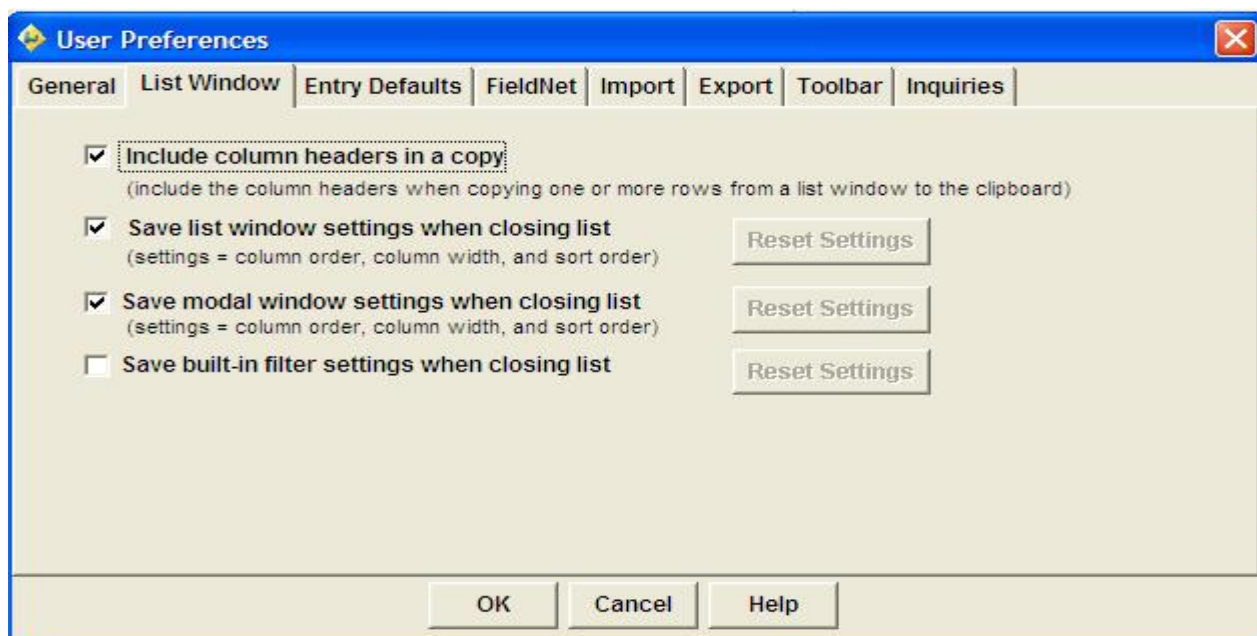 User Preferences
General List Window Entry Defaults FieldNet Import Export Toolbar Inquiries
Include column headers in a copy
(include the column headers when copying one or more rows from a list window to the clipboard)
Save list window settings when closing list
Reset Settings
(settings = column order, column width, and sort order)
Save modal window settings when closing list
Reset Settings
(settings = column order, column width, and sort order)
Save built-in filter settings when closing list
Reset Settings
OK Cancel Help